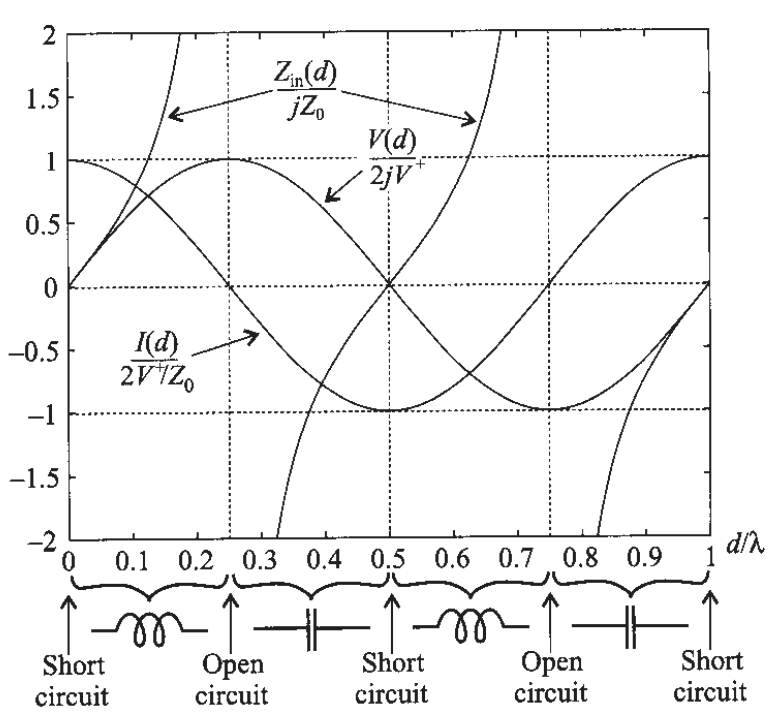 2
1.5
1
0.5
0
−0.5
−1
−1.5
−2
Z_in(d)
jZ_0
V(d)
2jV^+
I(d)
2V^+/Z_0
0 0.1 0.2 0.3 0.4 0.5 0.6 0.7 0.8 0.9 1 d/λ
Short circuit
Open circuit
Short circuit
Open circuit
Short circuit